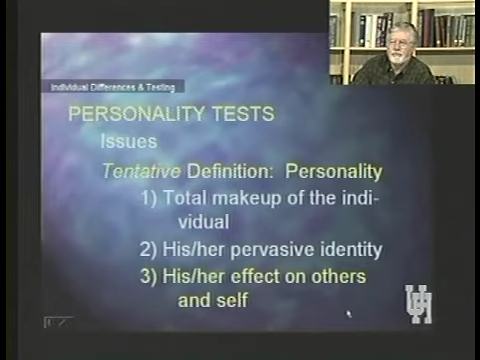 Individual Differences & Testing
PERSONALITY TESTS
Issues
Tentative Definition: Personality
1) Total makeup of the indi-
vidual
2) His/her pervasive identity
3) His/her effect on others
and self
UH